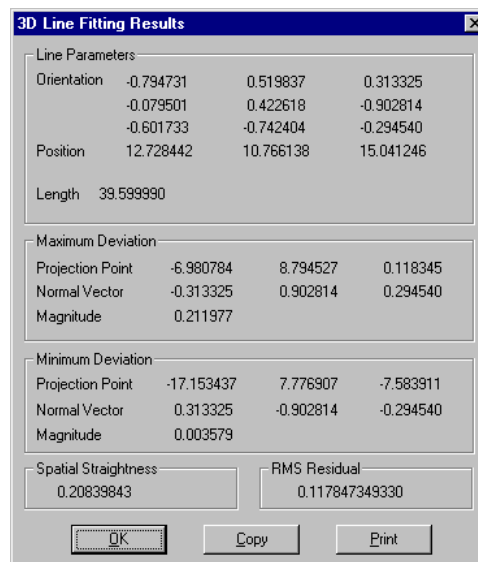 3D Line Fitting Results
Line Parameters
Orientation -0.794731 0.519837 0.313325
-0.079501 0.422618 -0.902814
-0.601733 -0.742404 -0.294540
Position 12.728442 10.766138 15.041246
Length 39.599990
Maximum Deviation
Projection Point -6.980784 8.794527 0.118345
Normal Vector -0.313325 0.902814 0.294540
Magnitude 0.211977
Minimum Deviation
Projection Point -17.153437 7.776907 -7.583911
Normal Vector 0.313325 -0.902814 -0.294540
Magnitude 0.003579
Spatial Straightness RMS Residual
0.20839843 0.117847349330
OK Copy Print